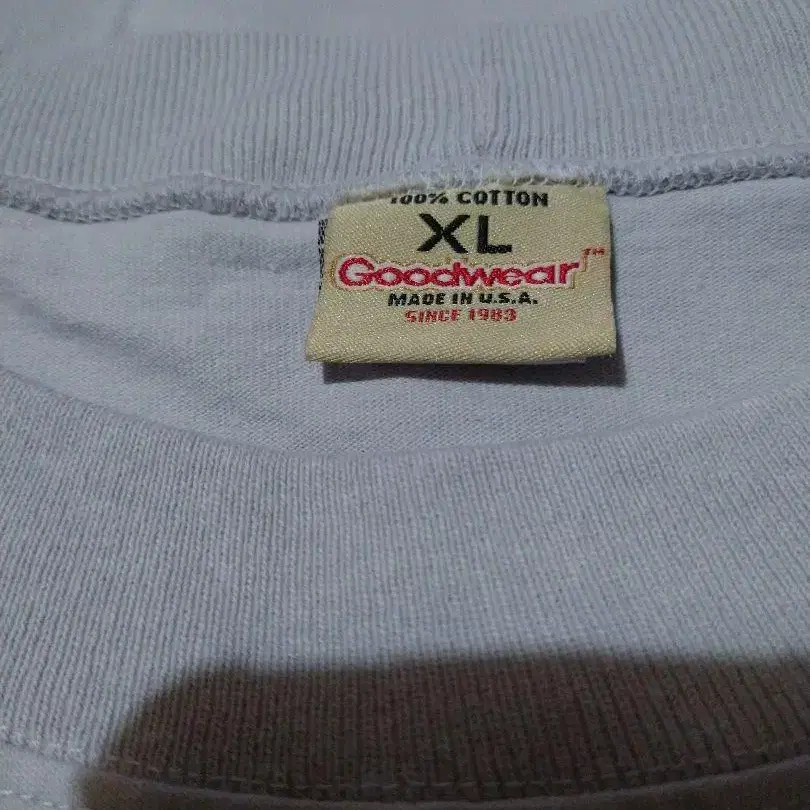 100% COTTON
XL
Goodwear™
MADE IN U.S.A.
SINCE 1983